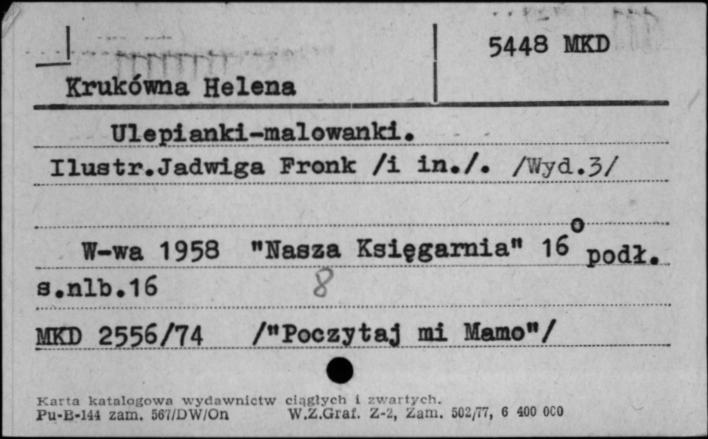 5448 MKD
Krukówna Helena
Ulepianki-malowanki.
Ilustr.Jadwiga Fronk /i in./. /Wyd.3/
W-wa 1958 "Nasza Księgarnia" 16° podł.
s.nlb.16 8
MKD 2556/74 /"Poczytaj mi Mamo"/
Karta katalogowa wydawnictw ciągłych i zwartych.
Pu-B-144 zam. 567/DW/On W.Z.Graf. Z-2, Zam. 502/77, 6 400 000